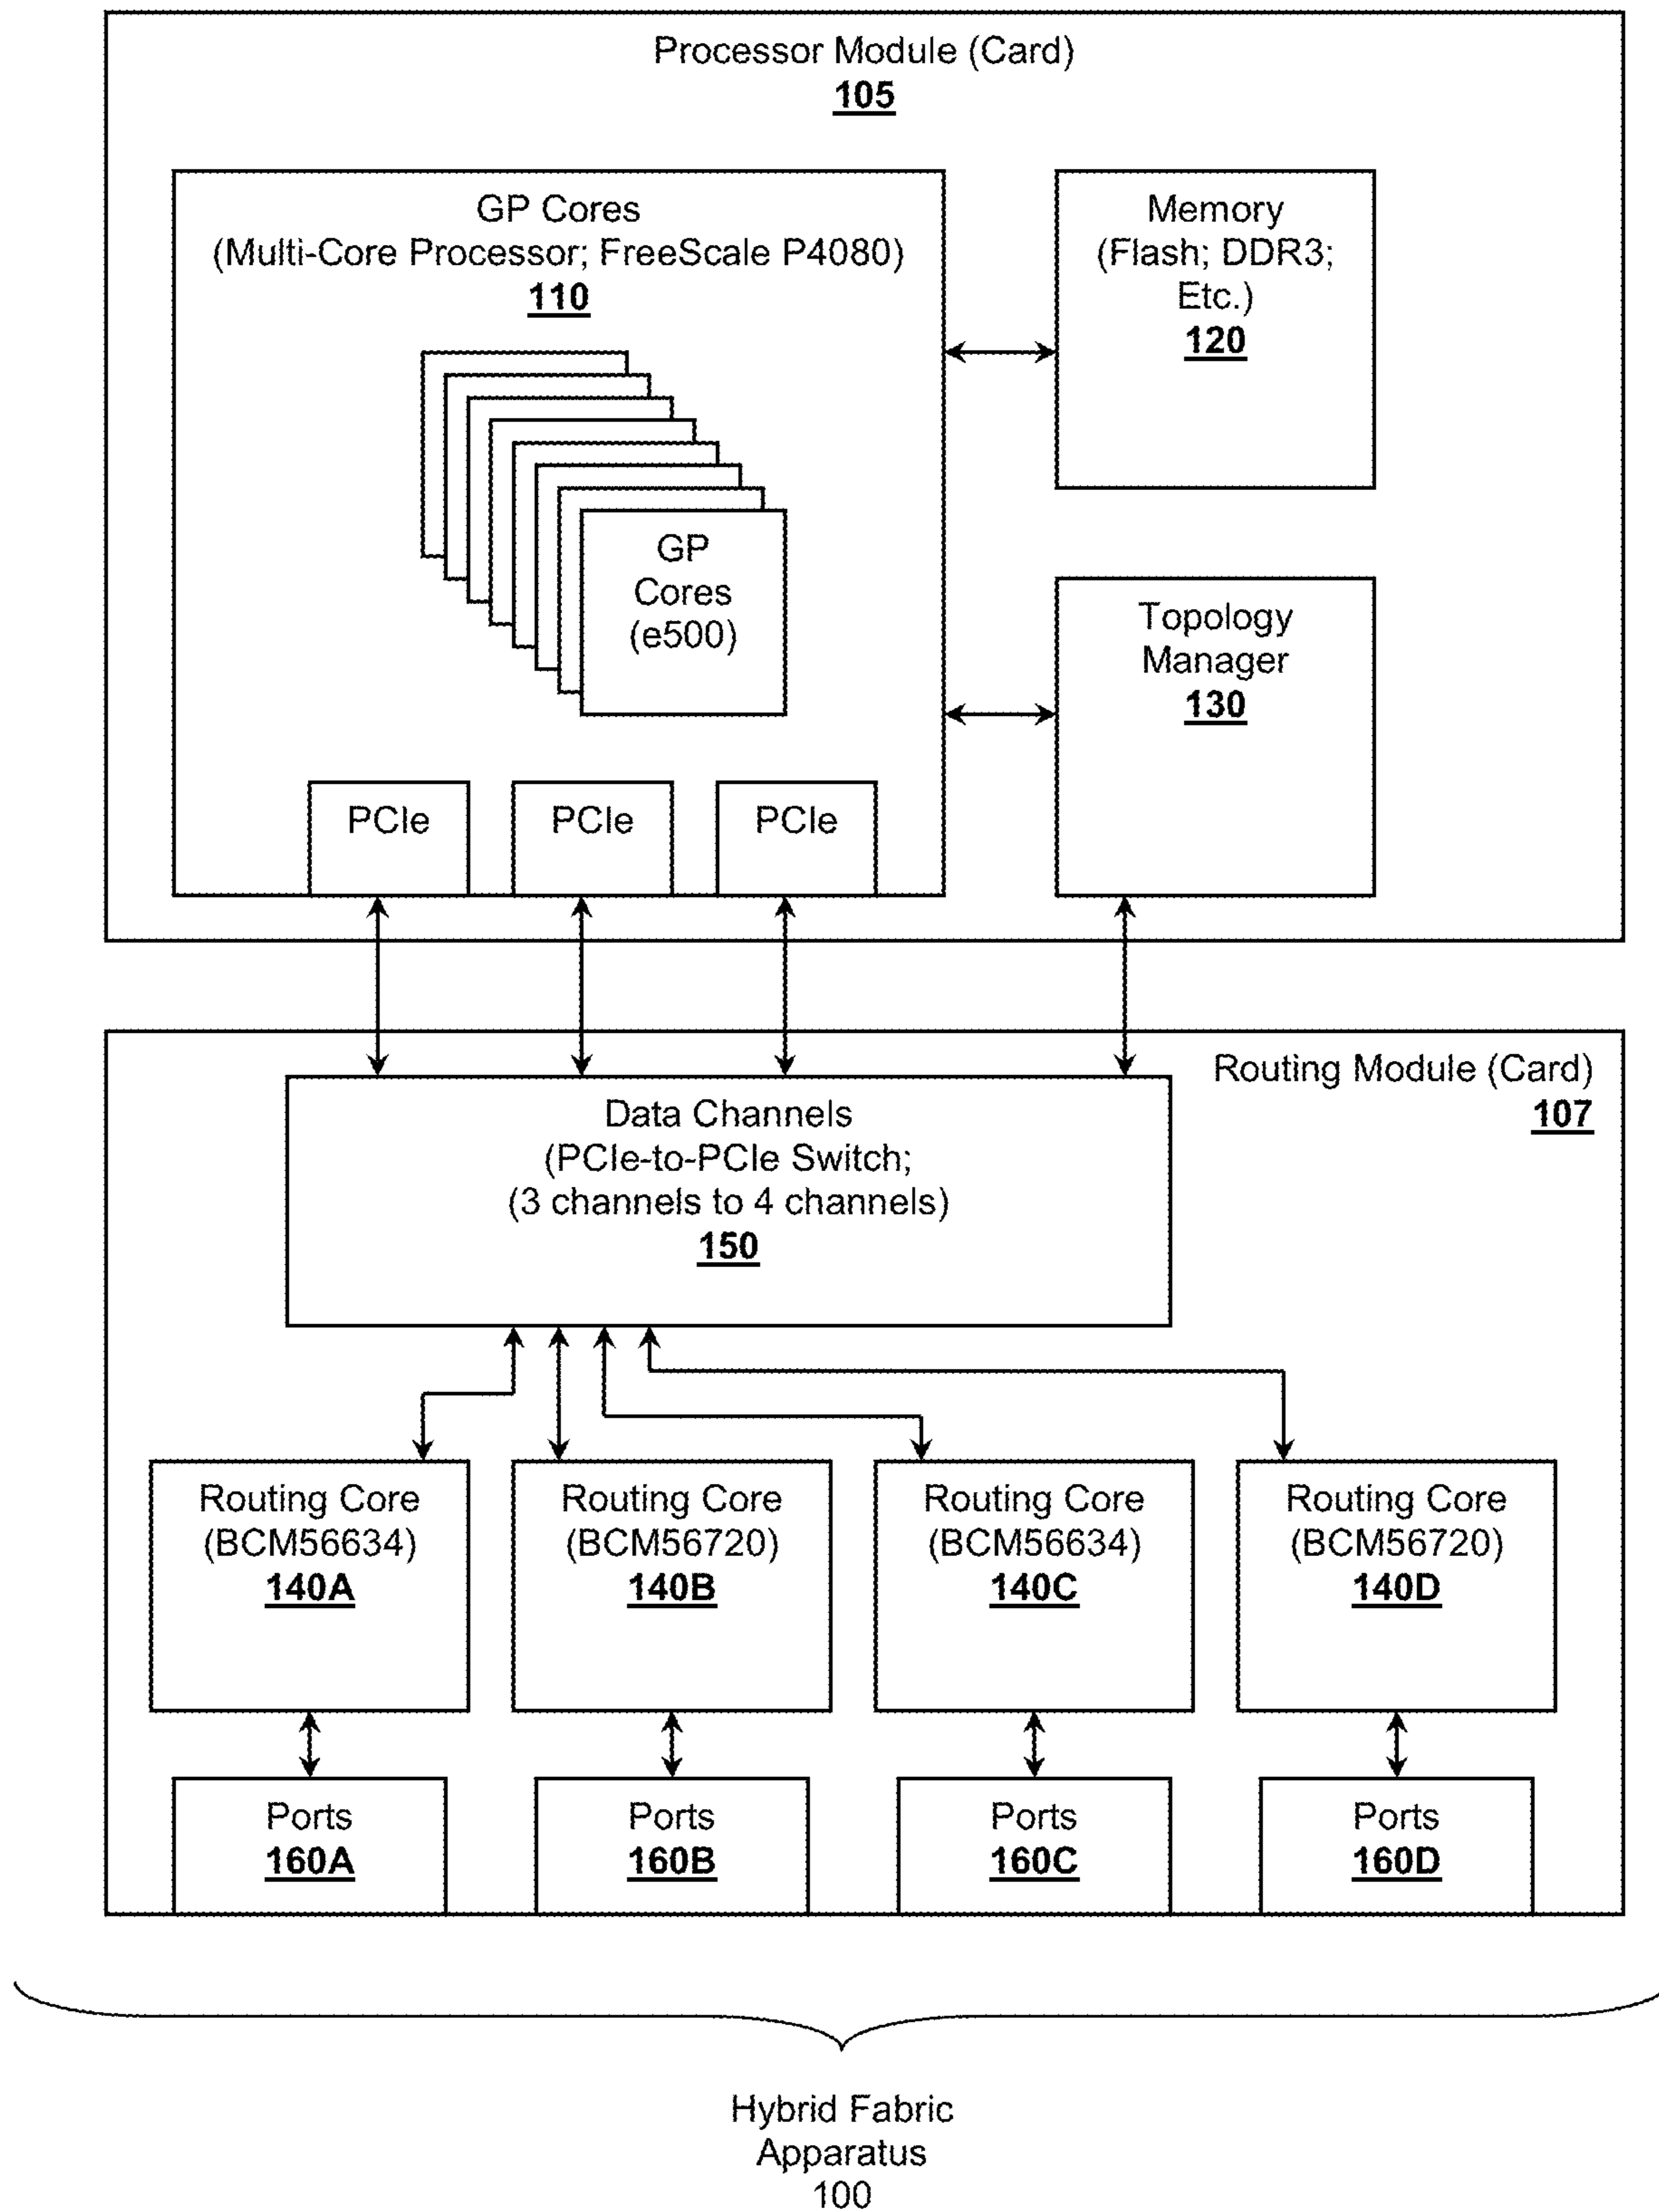 Processor Module (Card)
105
GP Cores
(Multi-Core Processor; FreeScale P4080)
110
Memory
(Flash; DDR3;
Etc.)
120
GP
Cores
(e500)
Topology
Manager
130
PCIe
PCIe
PCIe
Routing Module (Card)
107
Data Channels
(PCIe-to-PCIe Switch;
(3 channels to 4 channels)
150
Routing Core
(BCM56634)
140A
Routing Core
(BCM56720)
140B
Routing Core
(BCM56634)
140C
Routing Core
(BCM56720)
140D
Ports
160A
Ports
160B
Ports
160C
Ports
160D
Hybrid Fabric
Apparatus
100